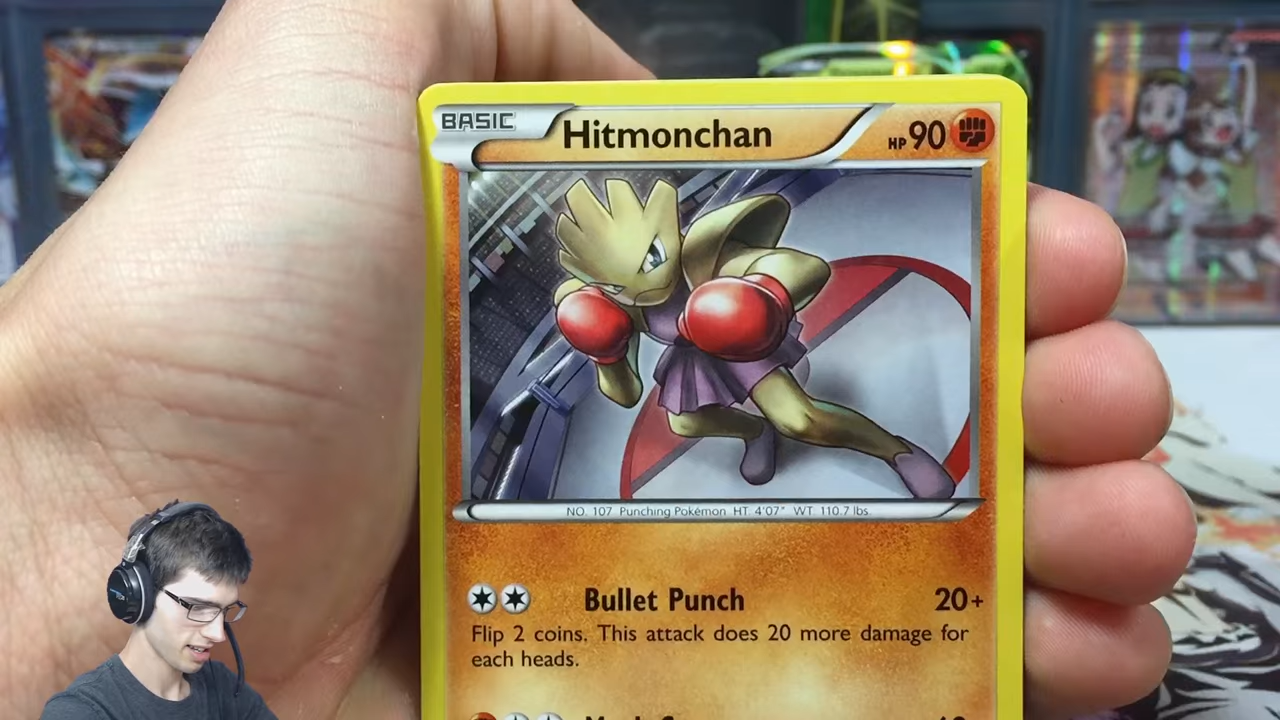 BASIC Hitmonchan HP 90
NO. 107 Punching Pokémon HT. 4'07" WT. 110.7 lbs.
Bullet Punch 20+
Flip 2 coins. This attack does 20 more damage for
each heads.